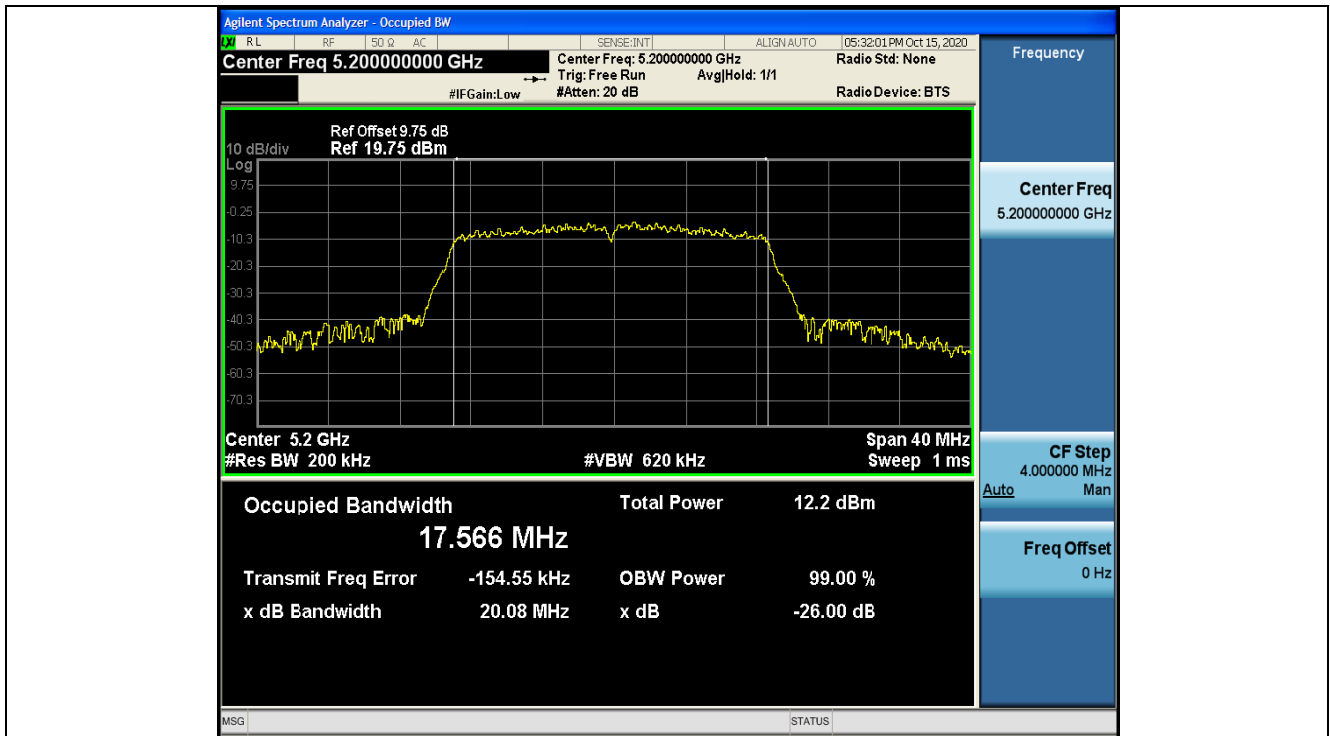 Agilent Spectrum Analyzer - Occupied BW
LXI RL RF 50 Ω AC SENSE:INT ALIGN AUTO 05:32:01 PM Oct 15, 2020
Center Freq 5.200000000 GHz
Center Freq: 5.200000000 GHz
Radio Std: None
Trig: Free Run Avg|Hold: 1/1
#IFGain:Low
#Atten: 20 dB
Radio Device: BTS
Frequency
Ref Offset 9.75 dB
10 dB/div Ref 19.75 dBm
Log
9.75
-0.25
-10.3
-20.3
-30.3
-40.3
-50.3
-60.3
-70.3
Center 5.2 GHz Span 40 MHz
#Res BW 200 kHz #VBW 620 kHz Sweep 1 ms
Center Freq
5.200000000 GHz
CF Step
4.000000 MHz
Auto Man
Freq Offset
0 Hz
Occupied Bandwidth Total Power 12.2 dBm
17.566 MHz
Transmit Freq Error -154.55 kHz OBW Power 99.00 %
x dB Bandwidth 20.08 MHz x dB -26.00 dB
MSG STATUS